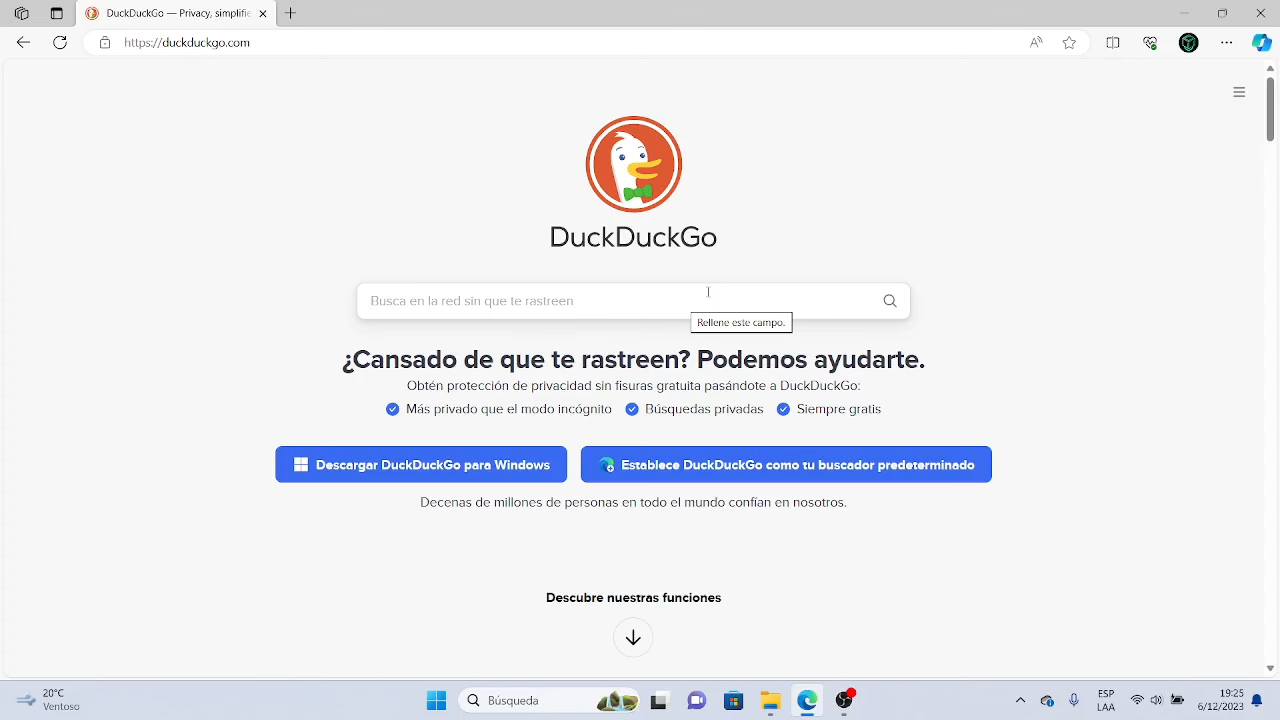 DuckDuckGo — Privacy, simplifie
https://duckduckgo.com
DuckDuckGo
Busca en la red sin que te rastreen
Rellene este campo.
¿Cansado de que te rastreen? Podemos ayudarte.
Obtén protección de privacidad sin fisuras gratuita pasándote a DuckDuckGo:
Más privado que el modo incógnito Búsquedas privadas Siempre gratis
Descargar DuckDuckGo para Windows Establece DuckDuckGo como tu buscador predeterminado
Decenas de millones de personas en todo el mundo confían en nosotros.
Descubre nuestras funciones
20°C
Ventoso
Búsqueda
ESP
LAA
19:25
6/12/2023